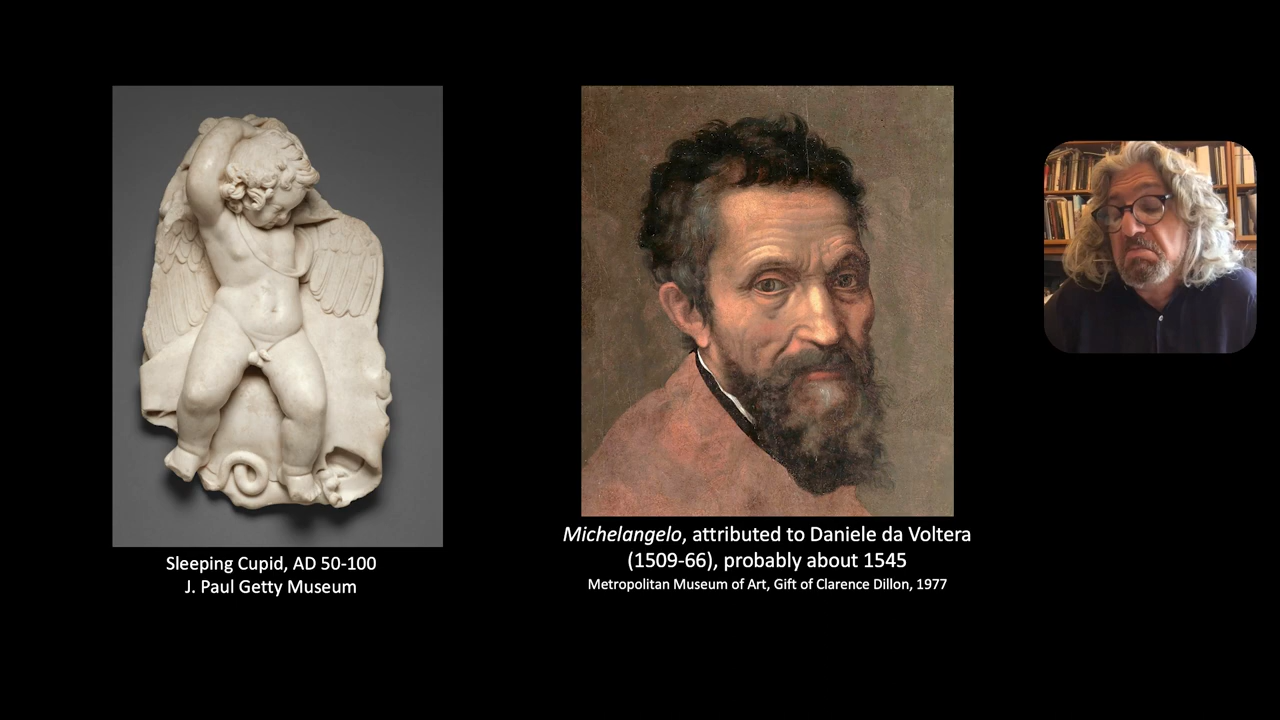 Sleeping Cupid, AD 50-100
J. Paul Getty Museum
Michelangelo, attributed to Daniele da Voltera
(1509-66), probably about 1545
Metropolitan Museum of Art, Gift of Clarence Dillon, 1977